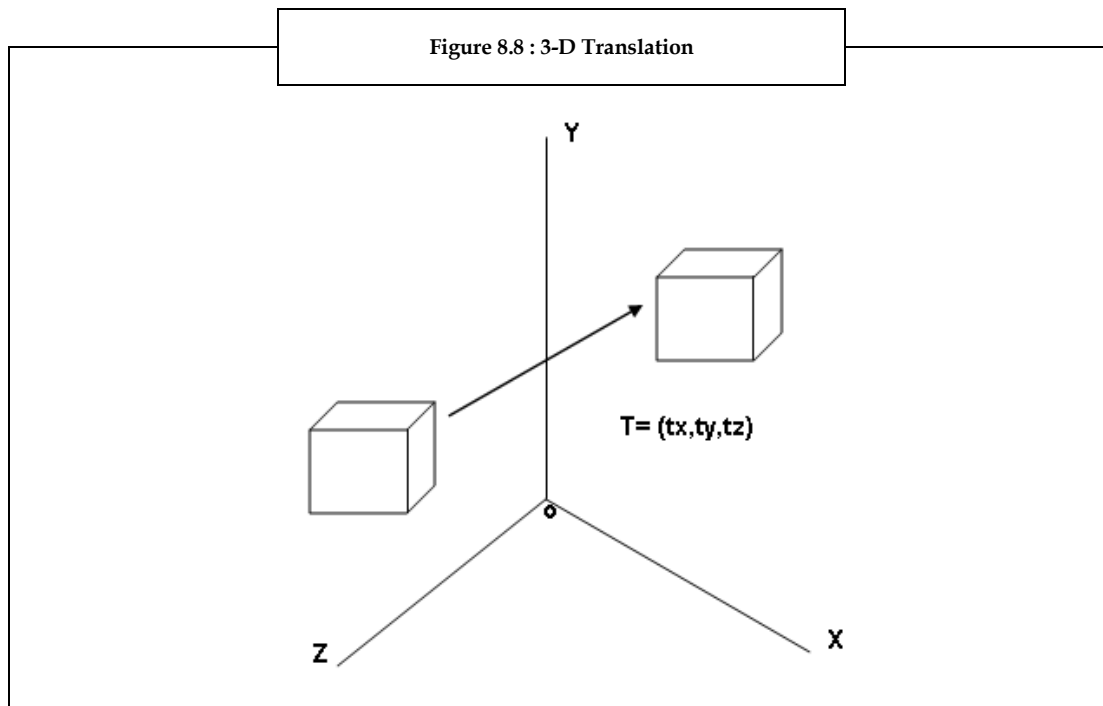 Figure 8.8 : 3-D Translation
Y
T= (tx,ty,tz)
o
Z
X